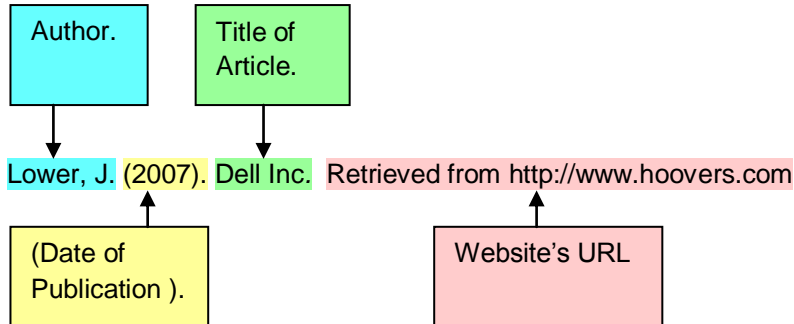 Author.
Title of
Article.
Lower, J. (2007). Dell Inc. Retrieved from http://www.hoovers.com
(Date of
Publication ).
Website’s URL